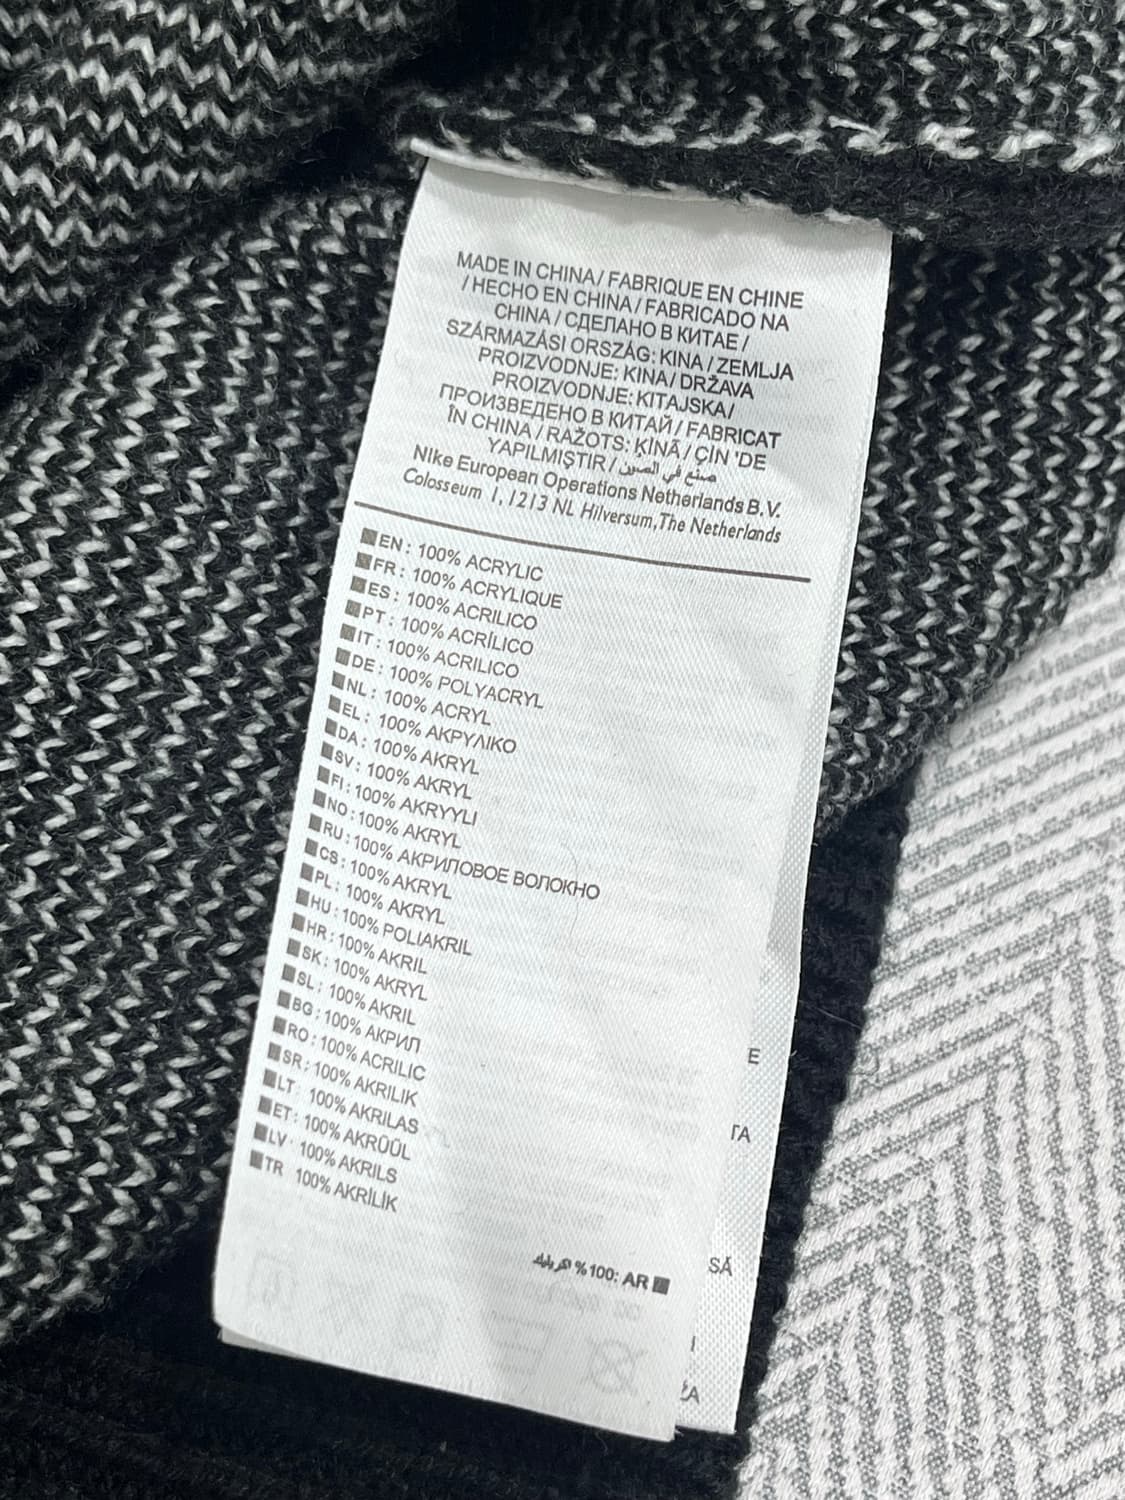 MADE IN CHINA / FABRIQUE EN CHINE
/ HECHO EN CHINA / FABRICADO NA
CHINA / СДЕЛАНО В КИТАЕ /
SZÁRMAZÁSI ORSZÁG: KINA / ZEMLJA
PROIZVODNJE: KINA / DRŽAVA
PROIZVODNJE: KITAJSKA /
ПРОИЗВЕДЕНО В КИТАЙ / FABRICAT
ÎN CHINA / RAŽOTS: ĶĪNĀ / ÇİN 'DE
YAPILMIŞTIR / صنع في الصين
Nike European Operations Netherlands B.V.
Colosseum 1, 1213 NL Hilversum, The Netherlands
EN : 100% ACRYLIC
FR : 100% ACRYLIQUE
ES : 100% ACRILICO
PT : 100% ACRÍLICO
IT : 100% ACRILICO
DE : 100% POLYACRYL
NL : 100% ACRYL
EL : 100% ΑΚΡΥΛΙΚΟ
DA : 100% AKRYL
SV : 100% AKRYL
FI : 100% AKRYYLI
NO : 100% AKRYL
RU : 100% АКРИЛОВОЕ ВОЛОКНО
CS : 100% AKRYL
PL : 100% AKRYL
HU : 100% POLIAKRIL
HR : 100% AKRIL
SK : 100% AKRYL
SL : 100% AKRIL
BG : 100% АКРИЛ
RO : 100% ACRILIC
SR : 100% AKRILIK
LT : 100% AKRILAS
ET : 100% AKRÜÜL
LV : 100% AKRILS
TR 100% AKRİLİK
AR :100% اكريليك
E
TA
SÁ
ŽA